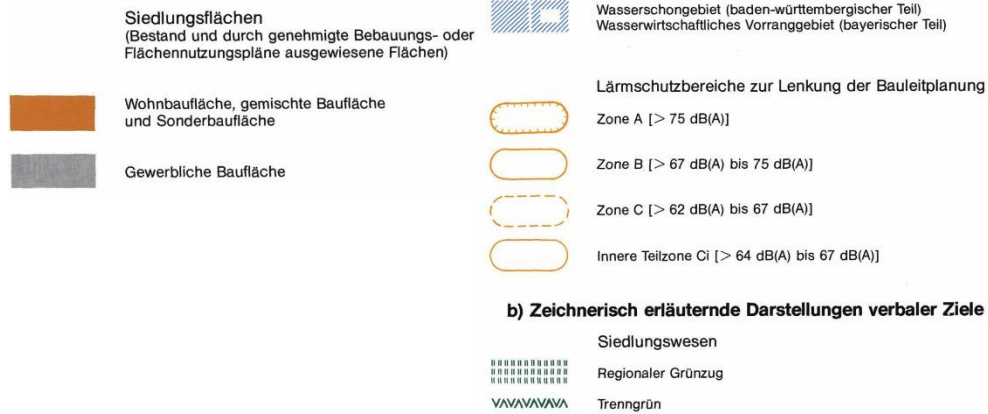 Siedlungsflächen
(Bestand und durch genehmigte Bebauungs- oder
Flächennutzungspläne ausgewiesene Flächen)
Wohnbaufläche, gemischte Baufläche
und Sonderbaufläche
Gewerbliche Baufläche
Wasserschongebiet (baden-württembergischer Teil)
Wasserwirtschaftliches Vorranggebiet (bayerischer Teil)
Lärmschutzbereiche zur Lenkung der Bauleitplanung
Zone A [> 75 dB(A)]
Zone B [> 67 dB(A) bis 75 dB(A)]
Zone C [> 62 dB(A) bis 67 dB(A)]
Innere Teilzone Ci [> 64 dB(A) bis 67 dB(A)]
b) Zeichnerisch erläuternde Darstellungen verbaler Ziele
Siedlungswesen
Regionaler Grünzug
Trenngrün